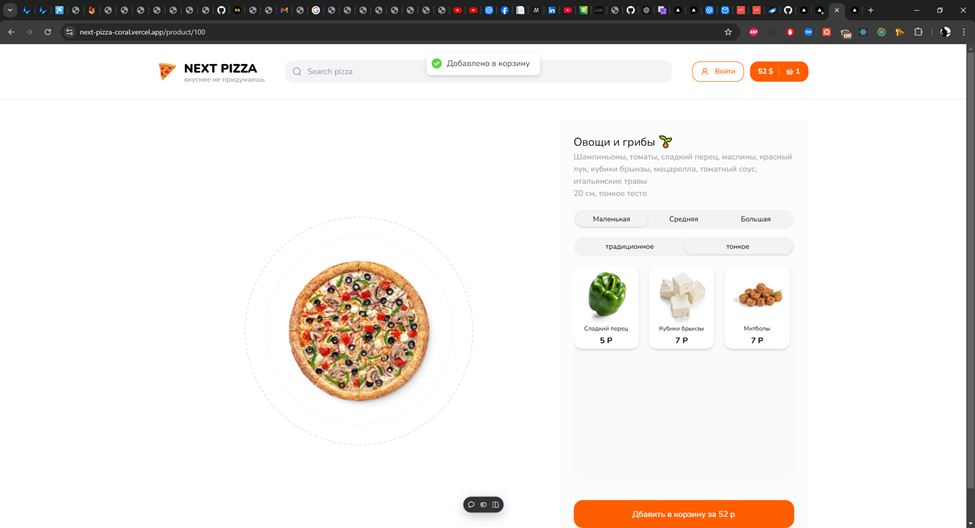 next-pizza-coral.vercel.app/product/100
NEXT PIZZA
вкуснее не придумаешь
Search pizza
Добавлено в корзину
Войти
52 $
1
Овощи и грибы
Шампиньоны, томаты, сладкий перец, маслины, красный
лук, кубики брынзы, моцарелла, томатный соус,
итальянские травы
20 см, тонкое тесто
Маленькая Средняя Большая
традиционное тонкое
Сладкий перец
5 Р
Кубики брынзы
7 Р
Митболы
7 Р
Дбавить в корзину за 52 р